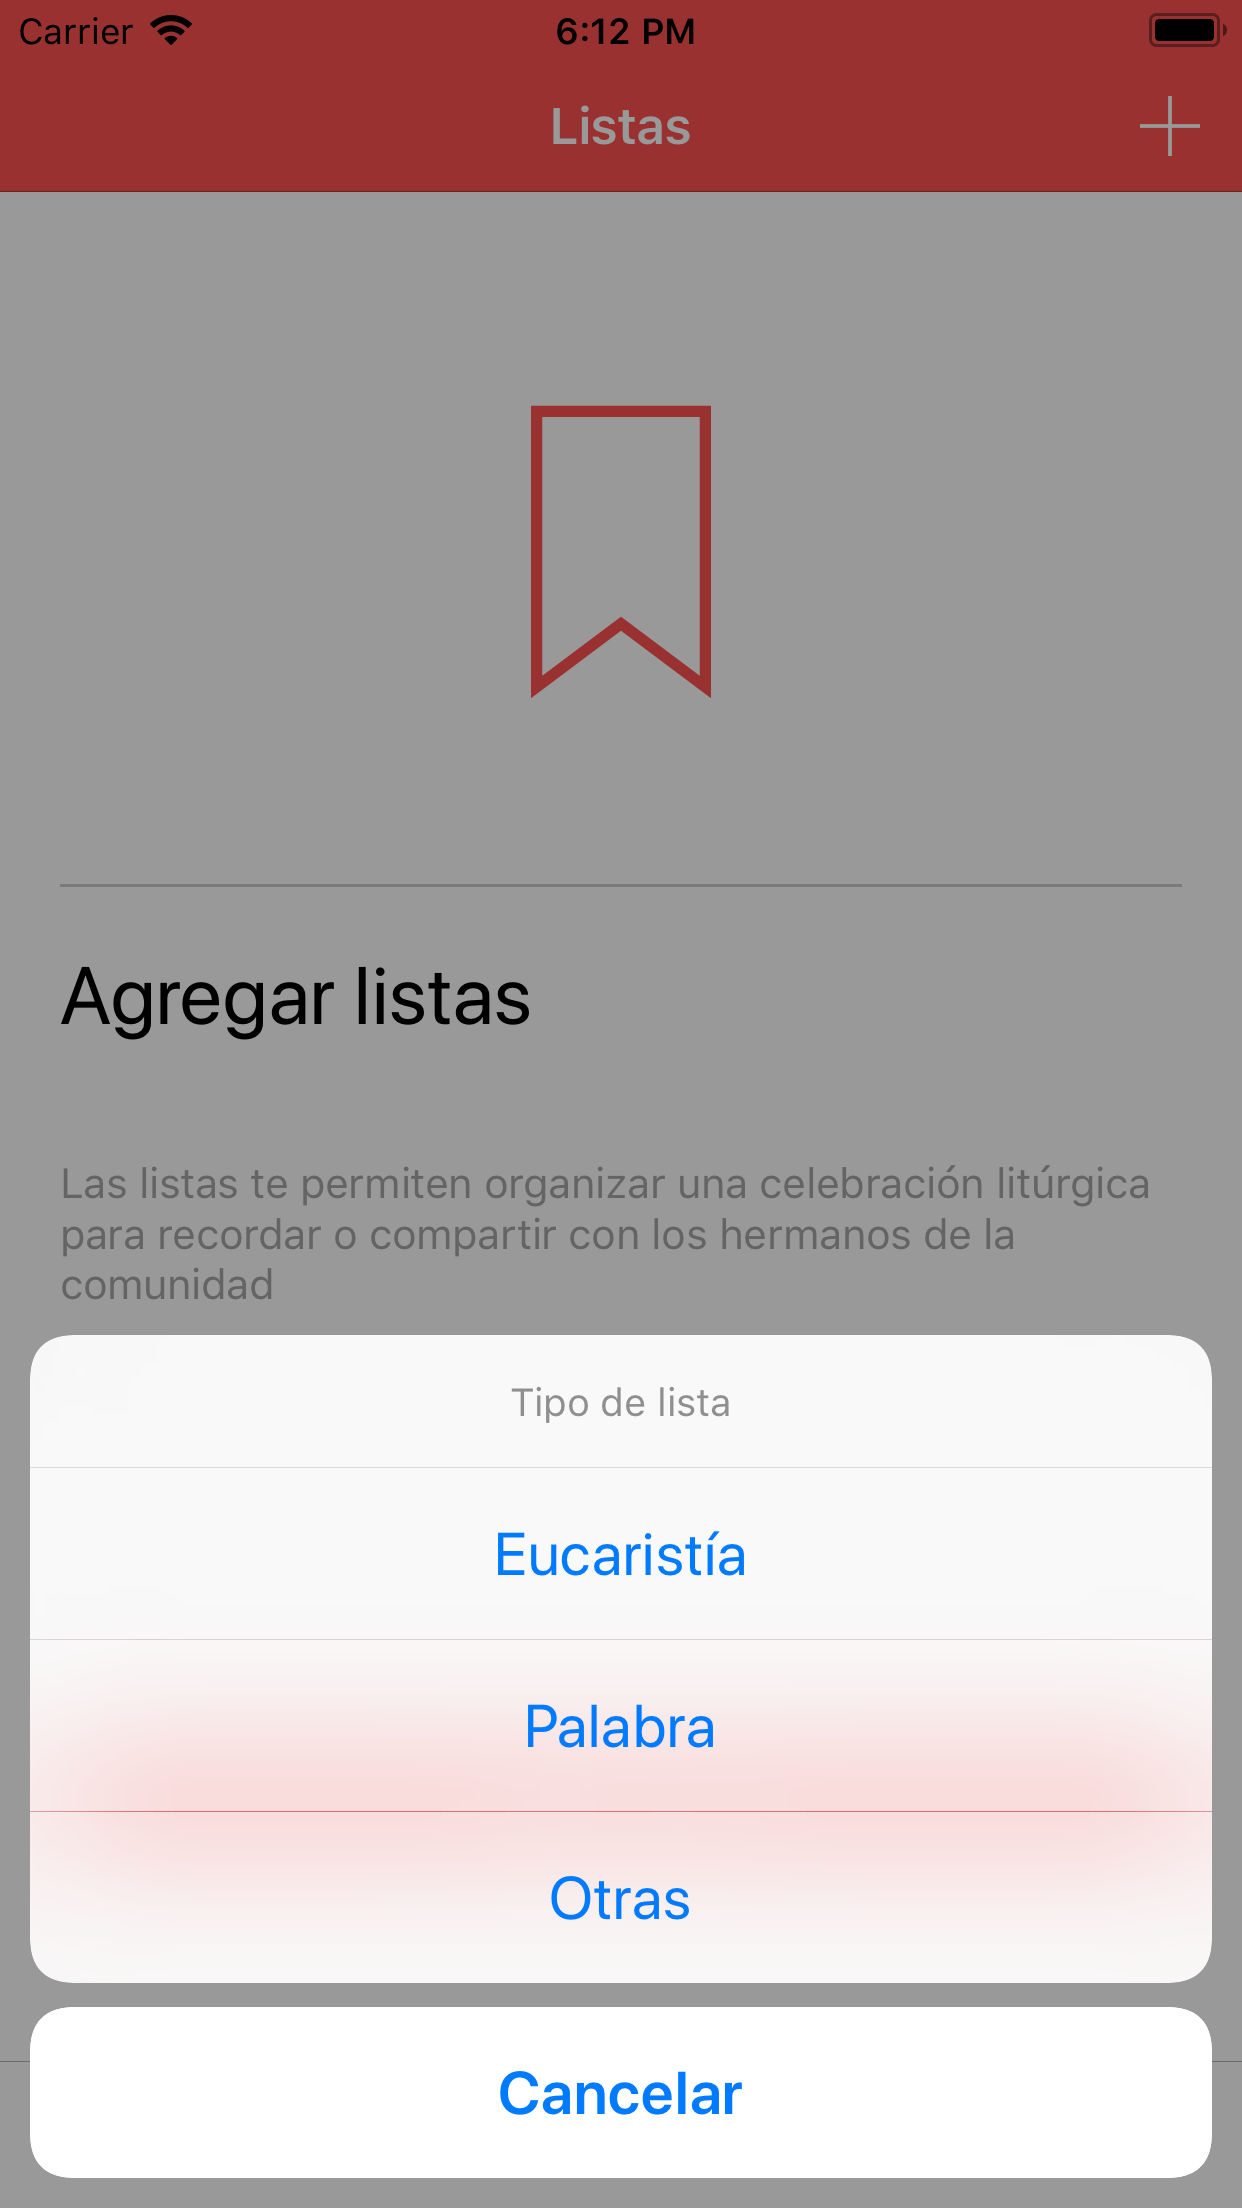 Carrier 6:12 PM
Listas
Agregar listas
Las listas te permiten organizar una celebración litúrgica
para recordar o compartir con los hermanos de la
comunidad
Tipo de lista
Eucaristía
Palabra
Otras
Cancelar